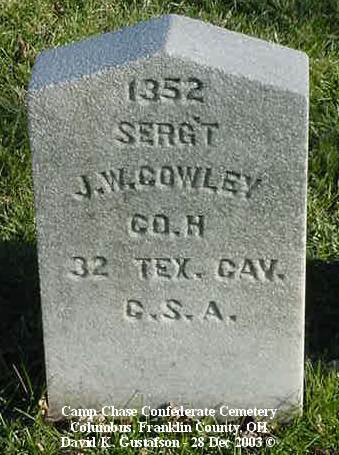 1352
SERG'T
J.W. COWLEY
CO. H
32 TEX. CAV.
C.S.A.
Camp Chase Confederate Cemetery
Columbus, Franklin County, OH
David K. Gustafson - 28 Dec 2003 ©